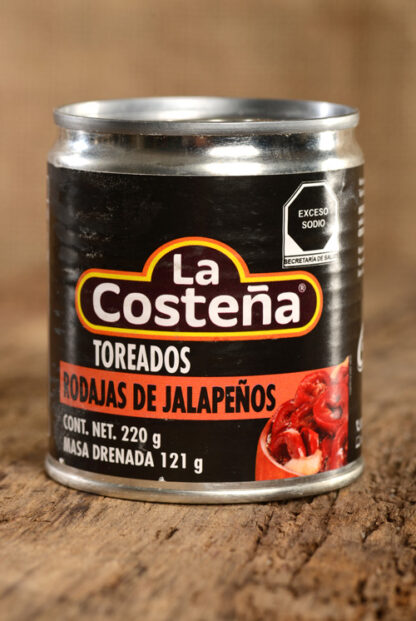 EXCESO
SODIO
SECRETARÍA DE SALUD
La
Costeña®
TOREADOS
RODAJAS DE JALAPEÑOS
CONT. NET. 220 g
MASA DRENADA 121 g